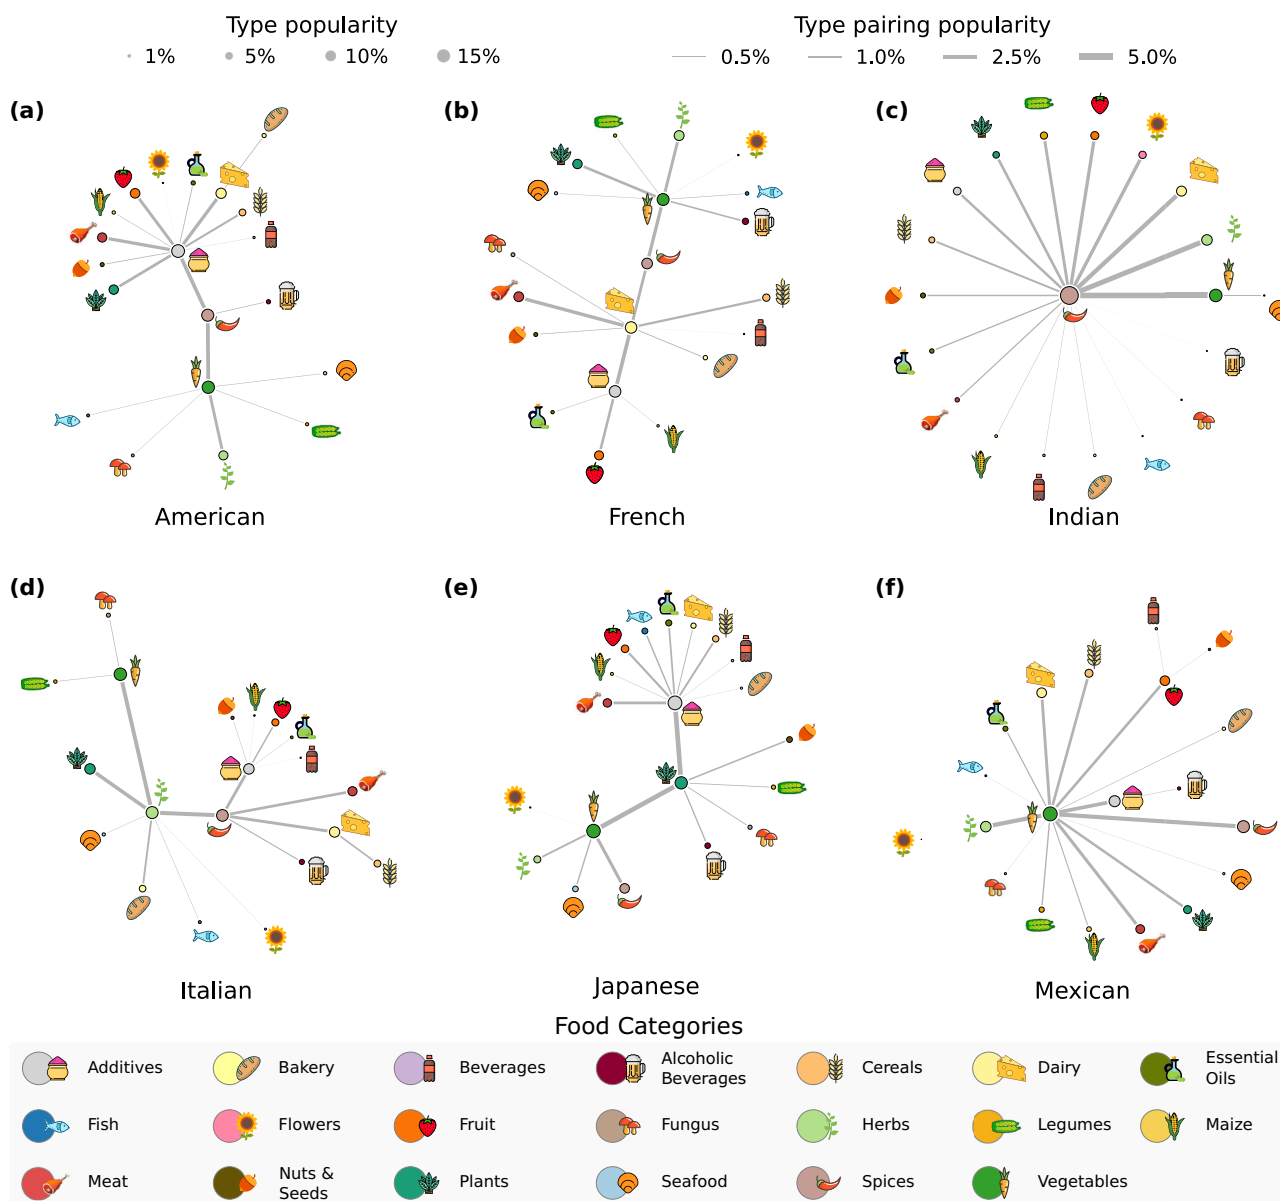 Type popularity
Type pairing popularity
1%
5%
10%
15%
0.5%
1.0%
2.5%
5.0%
(a)
(b)
(c)
American
French
Indian
(d)
(e)
(f)
Italian
Japanese
Mexican
Food Categories
Additives
Bakery
Beverages
Alcoholic
Beverages
Cereals
Dairy
Essential
Oils
Fish
Flowers
Fruit
Fungus
Herbs
Legumes
Maize
Meat
Nuts &
Seeds
Plants
Seafood
Spices
Vegetables